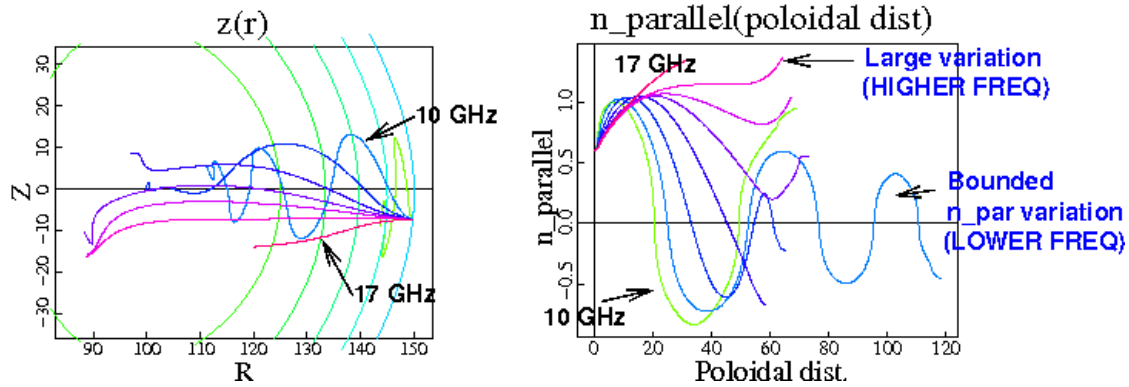 z(r)
30
20
10
0
-10
-20
-30
Z
90
100
110
120
130
140
150
R
10 GHz
17 GHz
n_parallel(poloidal dist)
1.0
0.5
0.0
-0.5
n_parallel
0
20
40
60
80
100
120
Poloidal dist.
17 GHz
10 GHz
Large variation
(HIGHER FREQ)
Bounded
n_par variation
(LOWER FREQ)